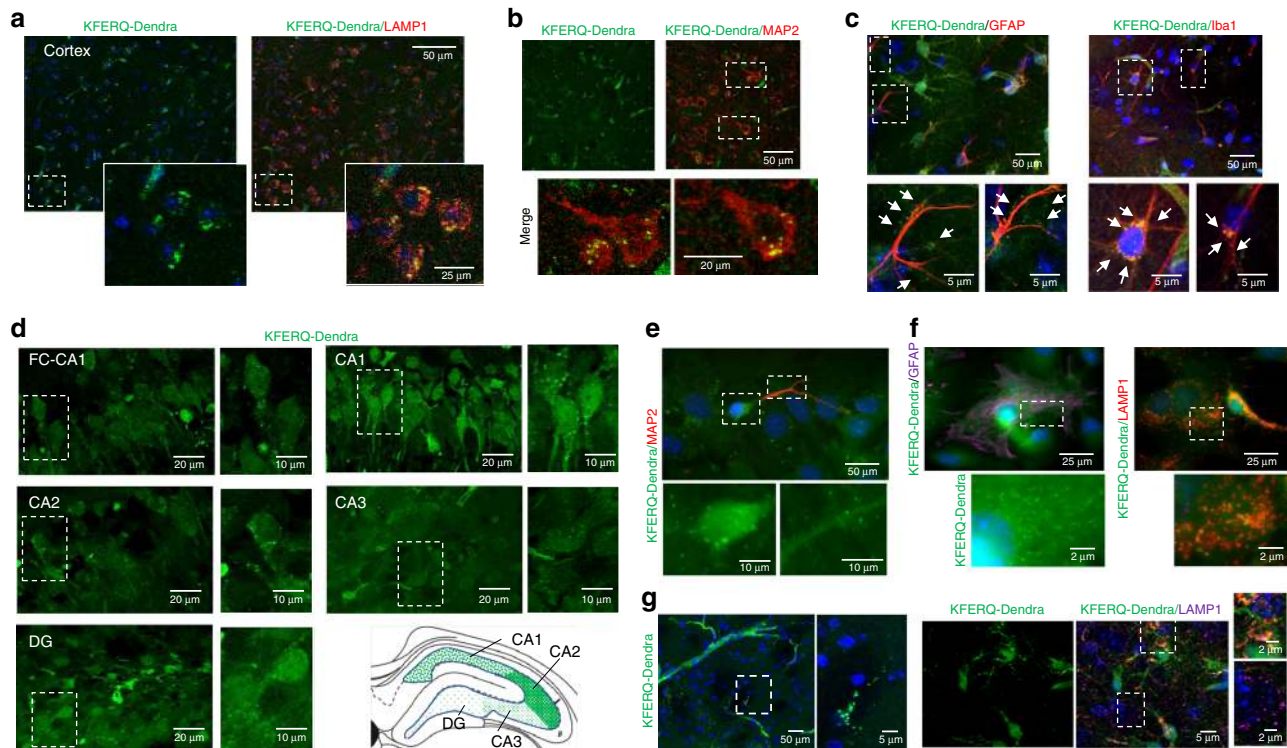 a
KFERQ-Dendra
KFERQ-Dendra/LAMP1
Cortex
50 μm
25 μm
b
KFERQ-Dendra
KFERQ-Dendra/MAP2
50 μm
Merge
20 μm
c
KFERQ-Dendra/GFAP
KFERQ-Dendra/Iba1
50 μm
50 μm
5 μm
5 μm
5 μm
5 μm
d
KFERQ-Dendra
FC-CA1
20 μm
10 μm
CA1
20 μm
10 μm
CA2
20 μm
10 μm
CA3
20 μm
10 μm
DG
20 μm
10 μm
CA1
CA2
DG
CA3
e
KFERQ-Dendra/MAP2
50 μm
10 μm
10 μm
f
KFERQ-Dendra/GFAP
25 μm
KFERQ-Dendra
2 μm
KFERQ-Dendra/LAMP1
25 μm
2 μm
g
KFERQ-Dendra
50 μm
5 μm
KFERQ-Dendra
KFERQ-Dendra/LAMP1
5 μm
2 μm
2 μm